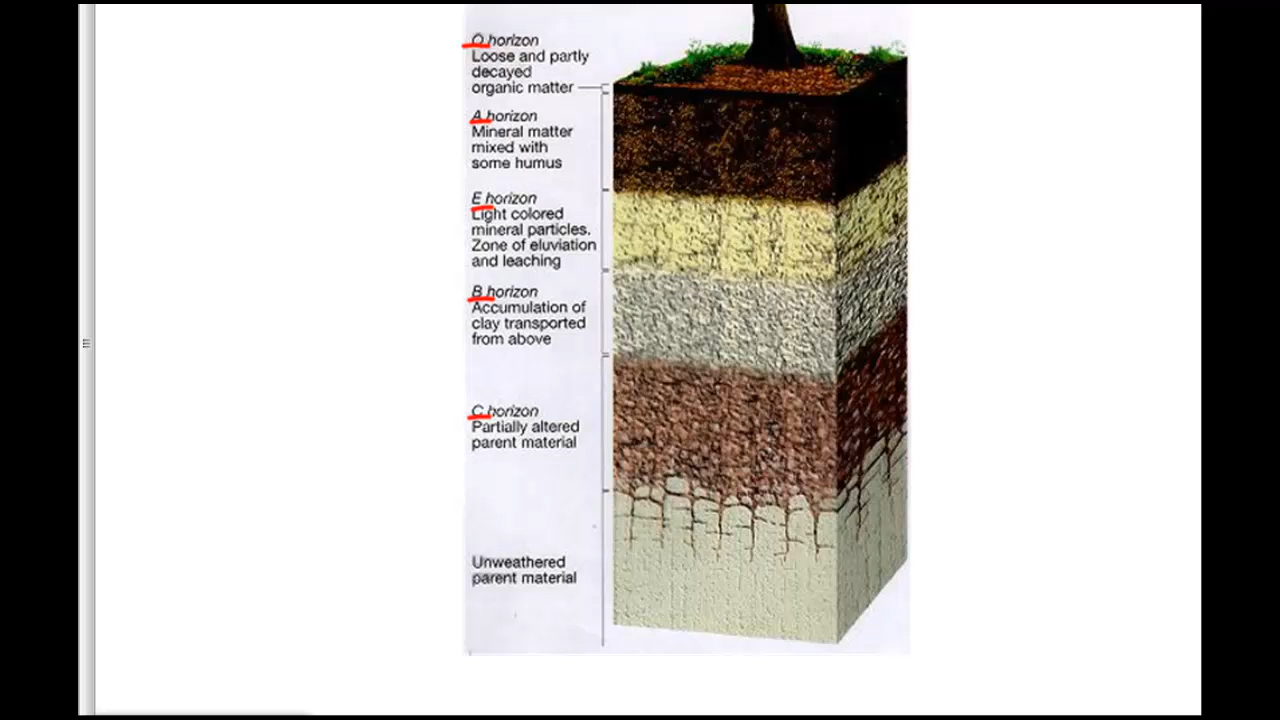 O horizon
Loose and partly
decayed
organic matter
A horizon
Mineral matter
mixed with
some humus
E horizon
Light colored
mineral particles.
Zone of eluviation
and leaching
B horizon
Accumulation of
clay transported
from above
C horizon
Partially altered
parent material
Unweathered
parent material